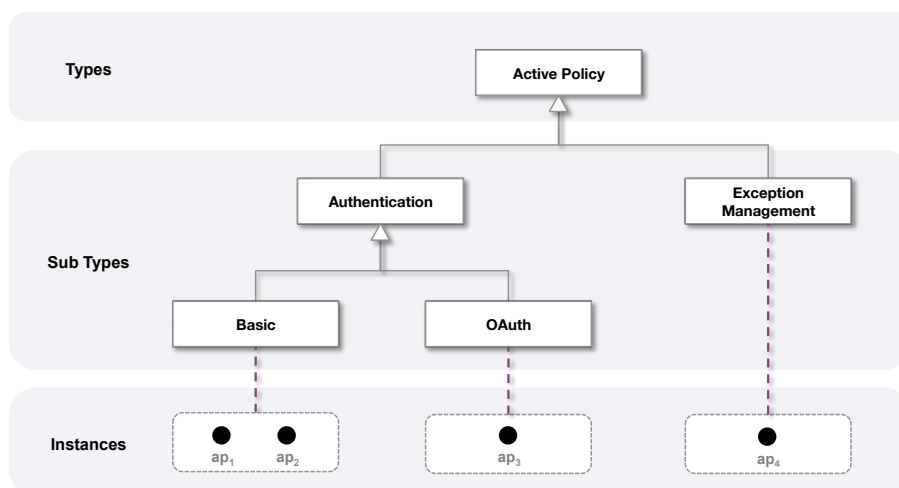 Types
Active Policy
Authentication
Exception
Management
Sub Types
Basic
OAuth
Instances
ap₁
ap₂
ap₃
ap₄